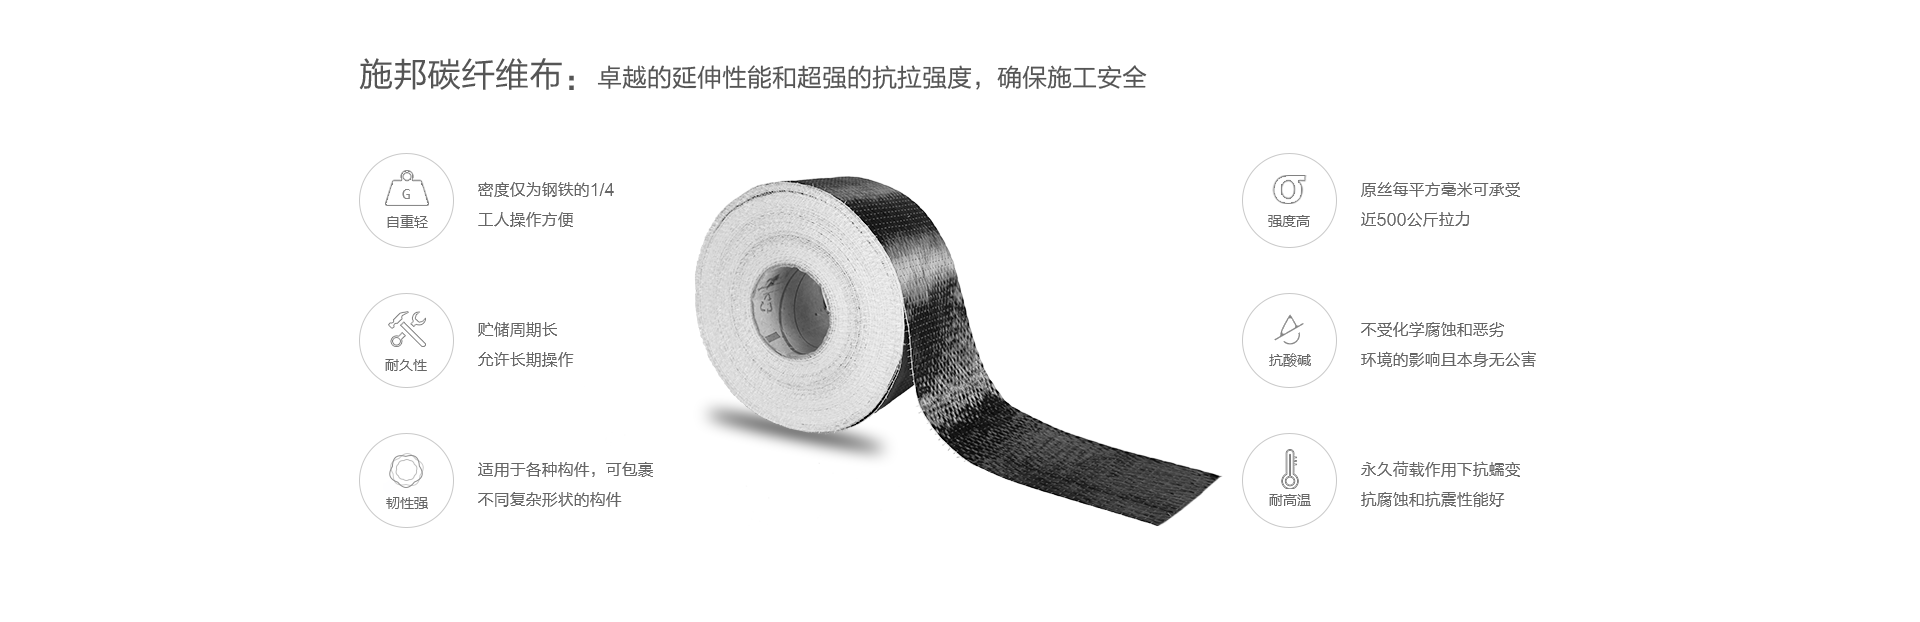 施邦碳纤维布：卓越的延伸性能和超强的抗拉强度，确保施工安全
G
自重轻
密度仅为钢铁的1/4
工人操作方便
耐久性
贮储周期长
允许长期操作
韧性强
适用于各种构件，可包裹
不同复杂形状的构件
强度高
原丝每平方毫米可承受
近500公斤拉力
抗酸碱
不受化学腐蚀和恶劣
环境的影响且本身无公害
耐高温
永久荷载作用下抗蠕变
抗腐蚀和抗震性能好